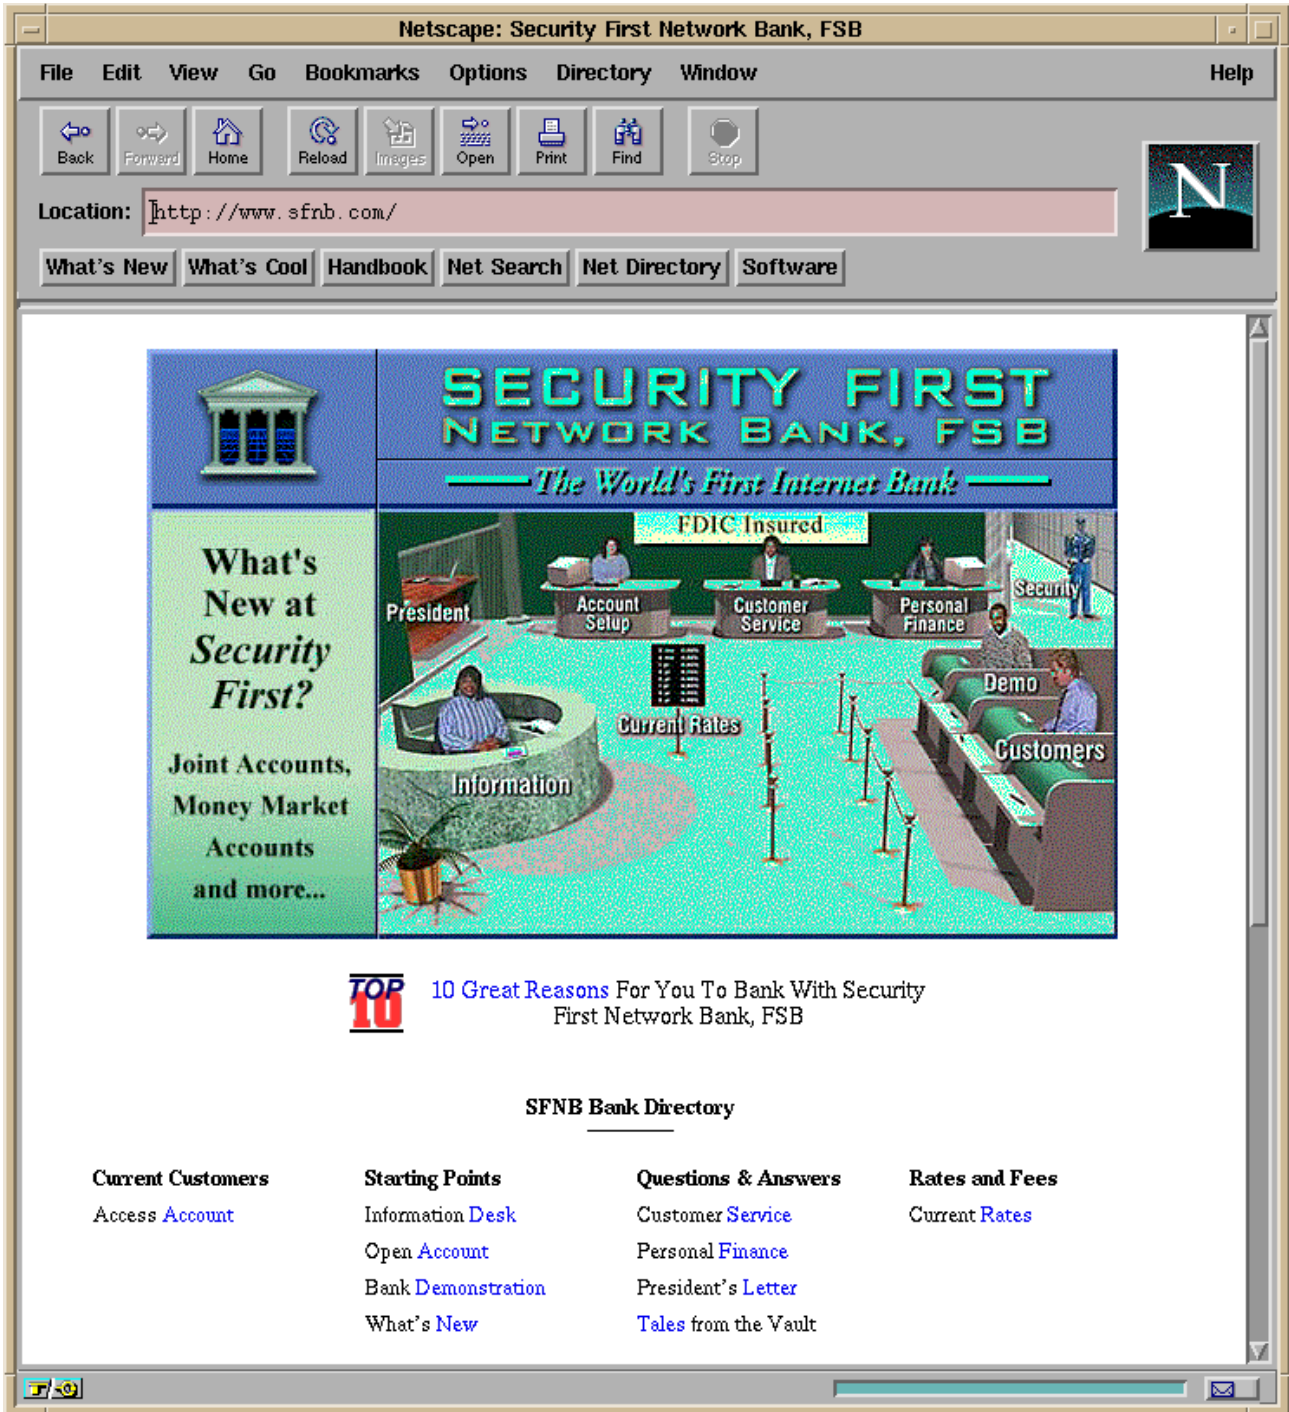 Netscape: Security First Network Bank, FSB
File Edit View Go Bookmarks Options Directory Window Help
Back Forward Home Reload Images Open Print Find Stop
Location: http://www.sfnb.com/
N
What's New What's Cool Handbook Net Search Net Directory Software
SECURITY FIRST
NETWORK BANK, FSB
The World's First Internet Bank
What's
New at
Security
First?
Joint Accounts,
Money Market
Accounts
and more...
FDIC Insured
President
Account
Setup
Customer
Service
Personal
Finance
Security
Demo
Current Rates
Customers
Information
TOP
10
10 Great Reasons For You To Bank With Security
First Network Bank, FSB
SFNB Bank Directory
Current Customers
Access Account
Starting Points
Information Desk
Open Account
Bank Demonstration
What's New
Questions & Answers
Customer Service
Personal Finance
President's Letter
Tales from the Vault
Rates and Fees
Current Rates